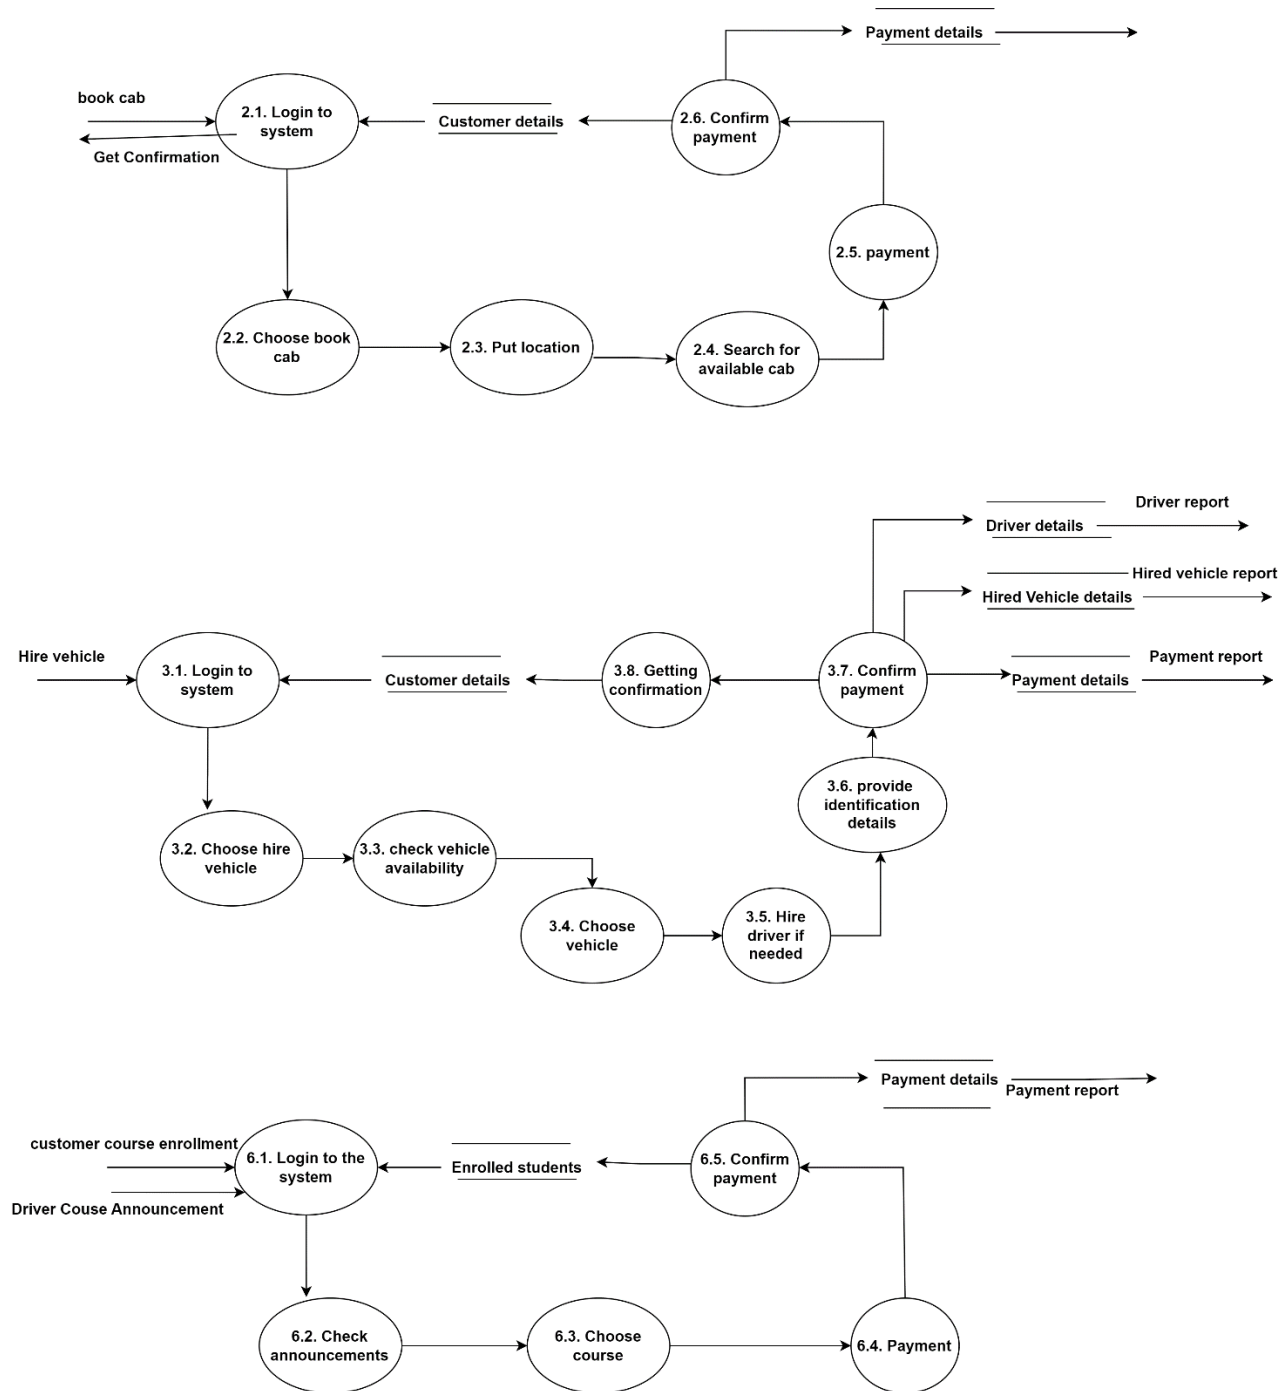 Payment details
book cab
2.1. Login to
system
Customer details
2.6. Confirm
payment
Get Confirmation
2.5. payment
2.2. Choose book
cab
2.3. Put location
2.4. Search for
available cab
Driver report
Driver details
Hired vehicle report
Hired Vehicle details
Hire vehicle
3.1. Login to
system
Customer details
3.8. Getting
confirmation
3.7. Confirm
payment
Payment report
Payment details
3.6. provide
identification
details
3.2. Choose hire
vehicle
3.3. check vehicle
availability
3.4. Choose
vehicle
3.5. Hire
driver if
needed
Payment details
Payment report
customer course enrollment
6.1. Login to the
system
Enrolled students
6.5. Confirm
payment
Driver Couse Announcement
6.2. Check
announcements
6.3. Choose
course
6.4. Payment